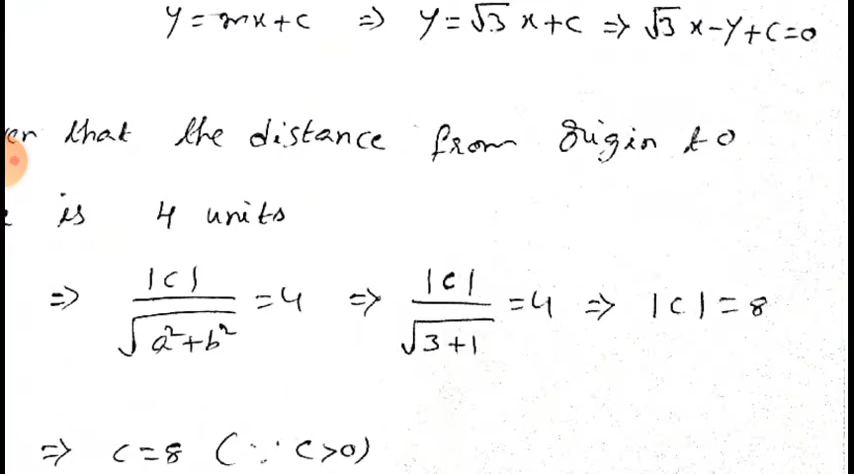 y = mx + c ⇒ y = √3 x + c ⇒ √3 x - y + c = 0
that the distance from origin to
is 4 units
⇒ |c| / √(a² + b²) = 4 ⇒ |c| / √(3 + 1) = 4 ⇒ |c| = 8
⇒ c = 8 (∵ c > 0)